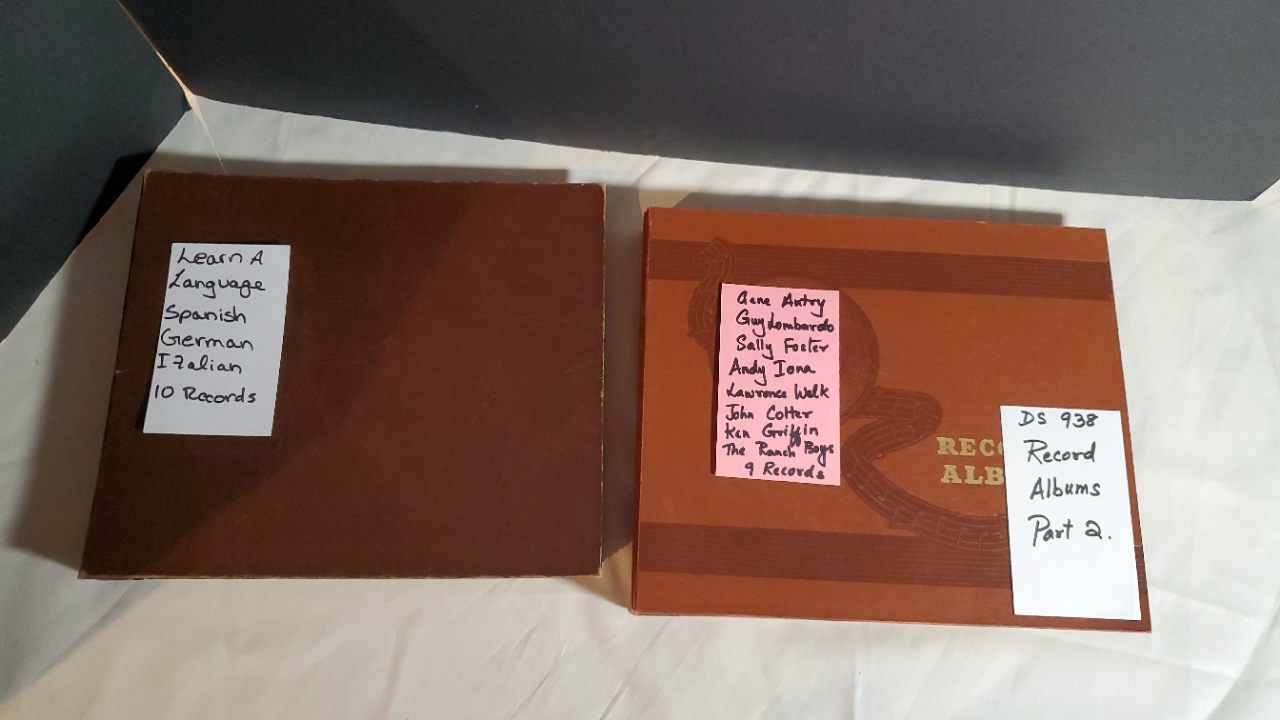 Learn A
Language
Spanish
German
Italian
10 Records
Gene Autry
Guy Lombardo
Sally Foster
Andy Iona
Lawrence Welk
John Cotter
Ken Griffin
The Ranch Boys
9 Records
REC
ALB
DS 938
Record
Albums
Part 2.